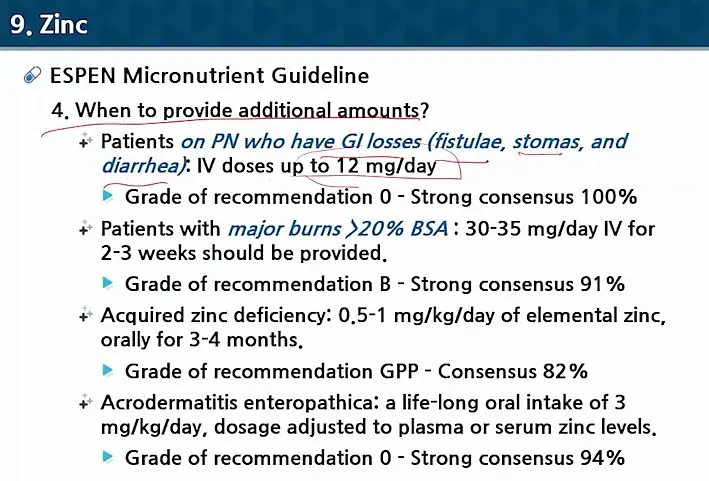 9. Zinc
ESPEN Micronutrient Guideline
4. When to provide additional amounts?
Patients on PN who have GI losses (fistulae, stomas, and
diarrhea): IV doses up to 12 mg/day
Grade of recommendation 0 - Strong consensus 100%
Patients with major burns >20% BSA : 30-35 mg/day IV for
2-3 weeks should be provided.
Grade of recommendation B - Strong consensus 91%
Acquired zinc deficiency: 0.5-1 mg/kg/day of elemental zinc,
orally for 3-4 months.
Grade of recommendation GPP - Consensus 82%
Acrodermatitis enteropathica: a life-long oral intake of 3
mg/kg/day, dosage adjusted to plasma or serum zinc levels.
Grade of recommendation 0 - Strong consensus 94%